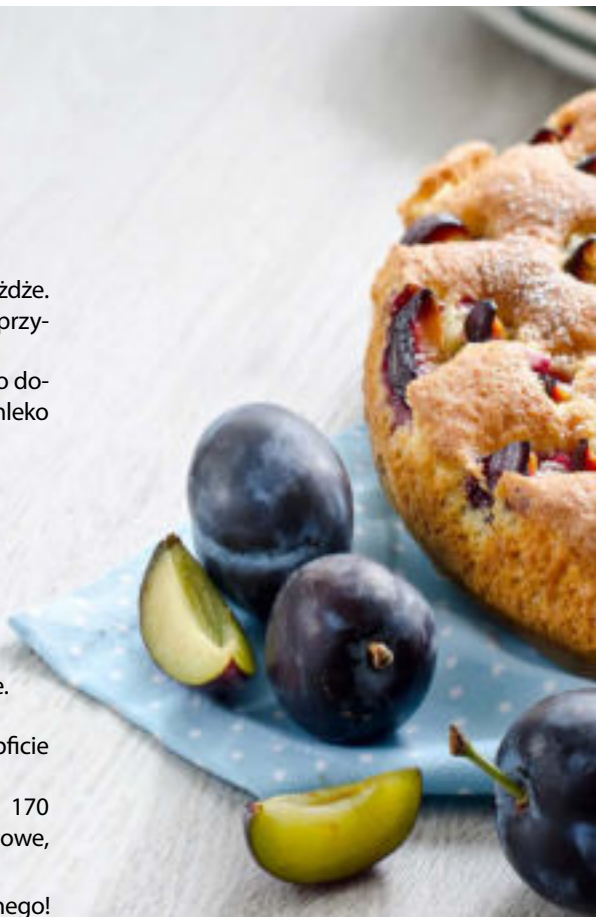 żdże.
przy-
o do-
mleko
e.
oficie
170
owe,
nego!